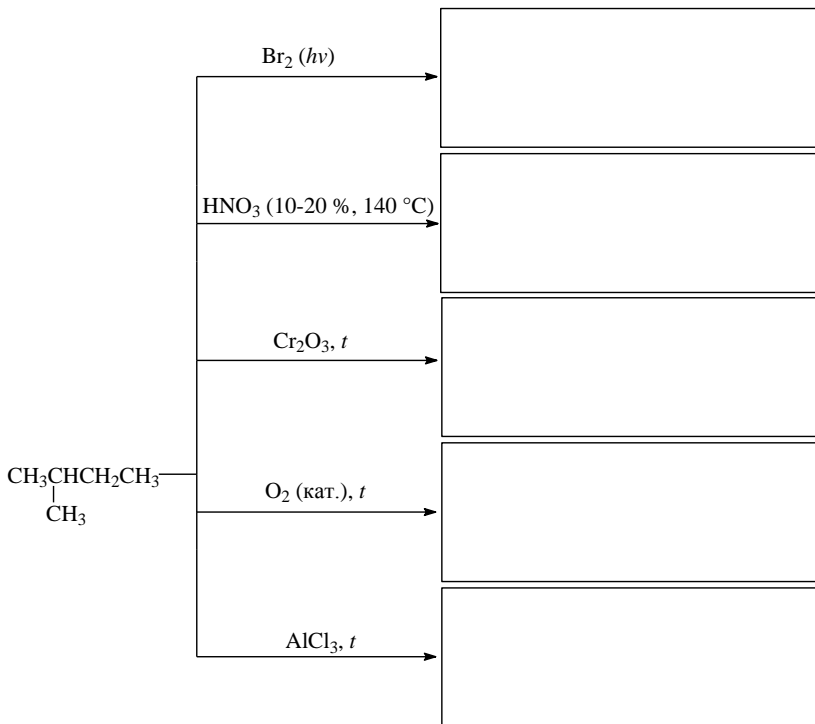 Br₂ (hν)
HNO₃ (10-20 %, 140 °C)
Cr₂O₃, t
CH₃CHCH₂CH₃
CH₃
O₂ (кат.), t
AlCl₃, t